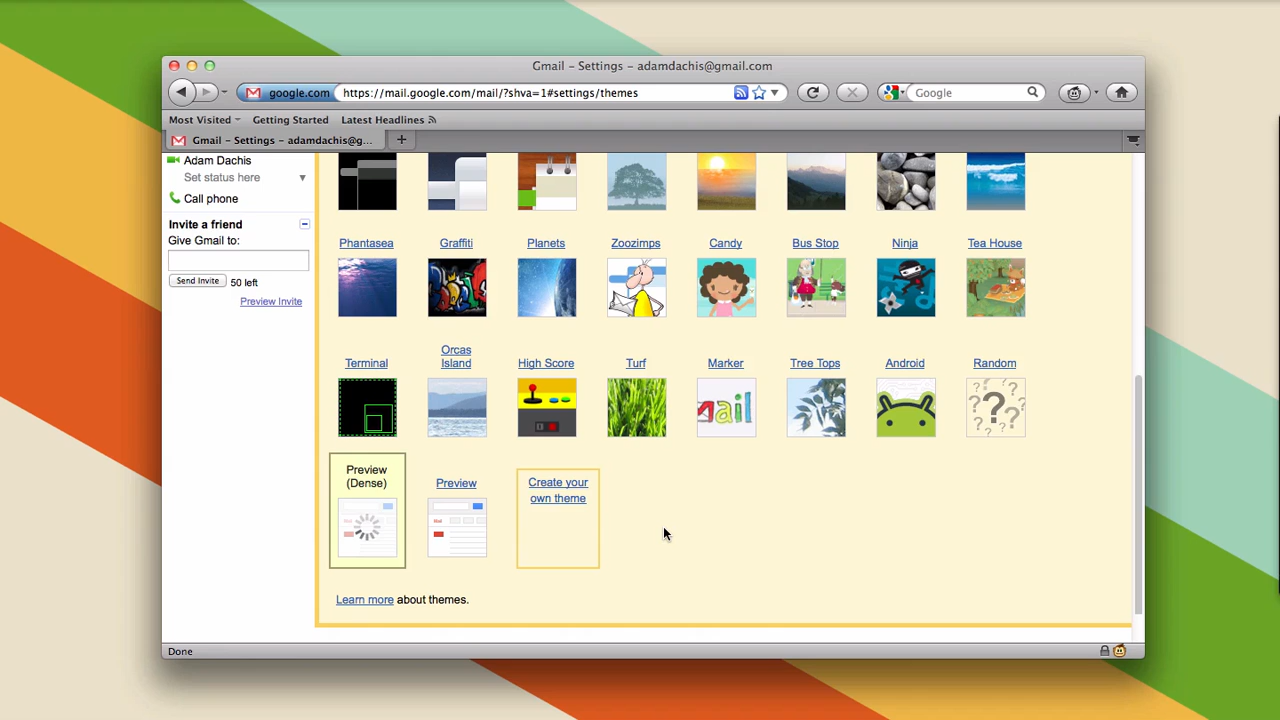 Gmail – Settings – adamdachis@gmail.com
google.com https://mail.google.com/mail/?shva=1#settings/themes Google
Most Visited Getting Started Latest Headlines
Gmail – Settings – adamdachis@g... +
Adam Dachis
Set status here
Call phone
Invite a friend
Give Gmail to:
Send Invite 50 left
Preview Invite
Phantasea Graffiti Planets Zoozimps Candy Bus Stop Ninja Tea House
Terminal Orcas Island High Score Turf Marker Tree Tops Android Random
mail
? ? ? ? ? ? ?
Preview
(Dense)
Preview
Create your
own theme
Learn more about themes.
Done